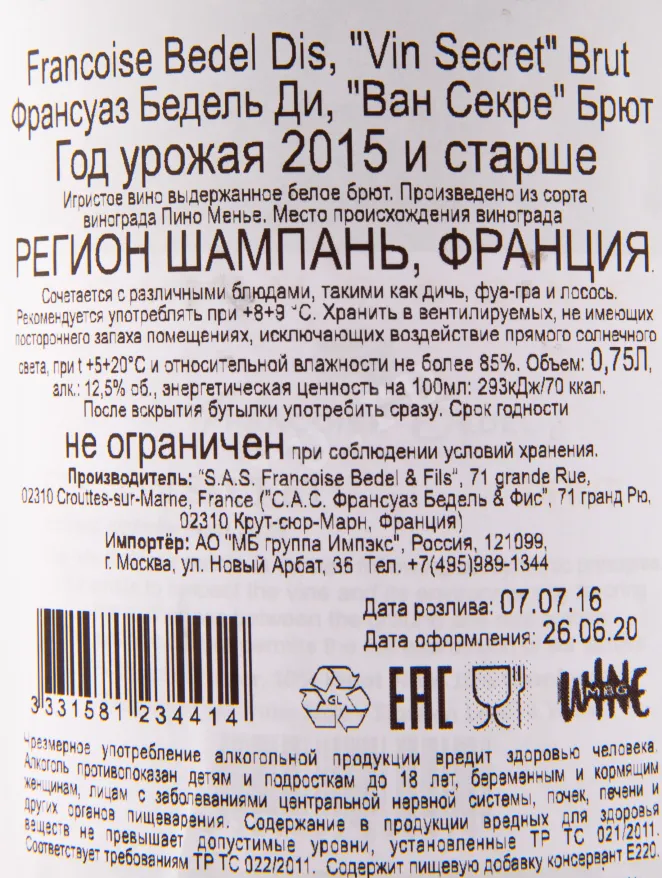 Francoise Bedel Dis, "Vin Secret" Brut
Франсуаз Бедель Ди, "Ван Секре" Брют
Год урожая 2015 и старше
Игристое вино выдержанное белое брют. Произведено из сорта
винограда Пино Менье. Место происхождения винограда
РЕГИОН ШАМПАНЬ, ФРАНЦИЯ.
Сочетается с различными блюдами, такими как дичь, фуа-гра и лосось.
Рекомендуется употреблять при +8+9 °С. Хранить в вентилируемых, не имеющих
постороннего запаха помещениях, исключающих воздействие прямого солнечного
света, при t +5+20°С и относительной влажности не более 85%. Объем: 0,75Л,
алк.: 12,5% об., энергетическая ценность на 100мл: 293кДж/70 ккал.
После вскрытия бутылки употребить сразу. Срок годности
не ограничен при соблюдении условий хранения.
Производитель: "S.A.S. Francoise Bedel & Fils", 71 grande Rue,
02310 Crouttes-sur-Marne, France ("С.А.С. Франсуаз Бедель & Фис", 71 гранд Рю,
02310 Крут-сюр-Марн, Франция)
Импортёр: АО "МБ группа Импэкс", Россия, 121099,
г. Москва, ул. Новый Арбат, 36 Тел. +7(495)989-1344
Дата розлива: 07.07.16
Дата оформления: 26.06.20
3 331581 234414
GL
EAC
WINE
MBG
Чрезмерное употребление алкогольной продукции вредит здоровью человека.
Алкоголь противопоказан детям и подросткам до 18 лет, беременным и кормящим
женщинам, лицам с заболеваниями центральной нервной системы, почек, печени и
других органов пищеварения. Содержание в продукции вредных для здоровья
веществ не превышает допустимые уровни, установленные ТР ТС 021/2011.
Соответствует требованиям ТР ТС 022/2011. Содержит пищевую добавку консервант Е220.